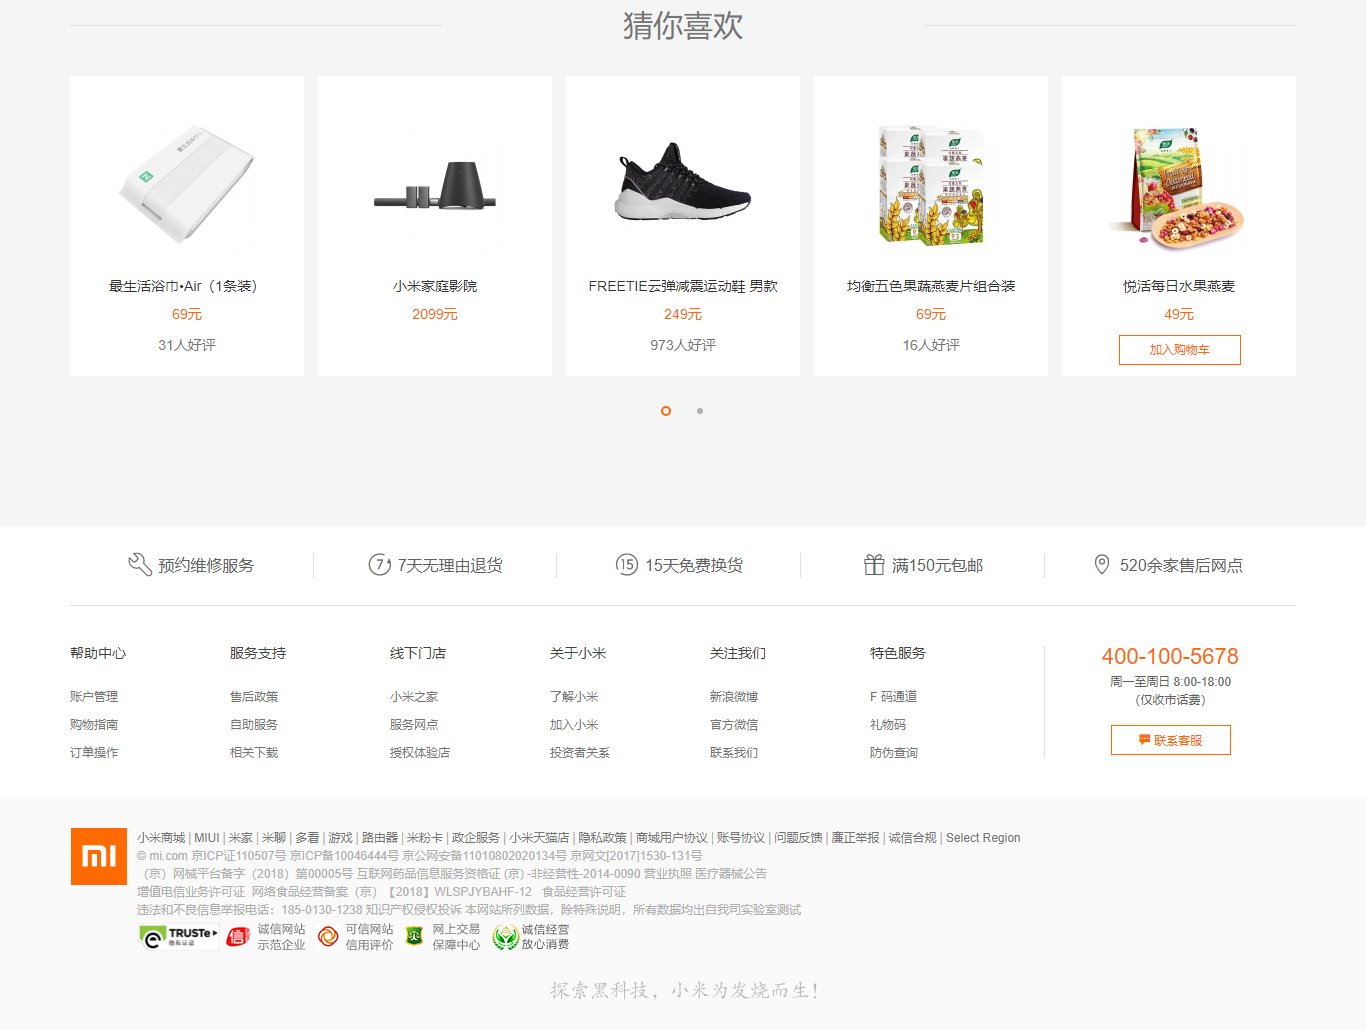 猜你喜欢
最生活浴巾•Air（1条装）
69元
31人好评
小米家庭影院
2099元
FREETIE云弹减震运动鞋 男款
249元
973人好评
均衡五色果蔬燕麦片组合装
69元
16人好评
悦活每日水果燕麦
49元
加入购物车
预约维修服务
7 7天无理由退货
15 15天免费换货
满150元包邮
520余家售后网点
帮助中心
账户管理
购物指南
订单操作
服务支持
售后政策
自助服务
相关下载
线下门店
小米之家
服务网点
授权体验店
关于小米
了解小米
加入小米
投资者关系
关注我们
新浪微博
官方微信
联系我们
特色服务
F 码通道
礼物码
防伪查询
400-100-5678
周一至周日 8:00-18:00
（仅收市话费）
联系客服
mi
小米商城 | MIUI | 米家 | 米聊 | 多看 | 游戏 | 路由器 | 米粉卡 | 政企服务 | 小米天猫店 | 隐私政策 | 商城用户协议 | 账号协议 | 问题反馈 | 廉正举报 | 诚信合规 | Select Region
© mi.com 京ICP证110507号 京ICP备10046444号 京公网安备11010802020134号 京网文[2017]1530-131号
（京）网械平台备字（2018）第00005号 互联网药品信息服务资格证 (京) -非经营性-2014-0090 营业执照 医疗器械公告
增值电信业务许可证 网络食品经营备案（京）【2018】WLSPJYBAHF-12 食品经营许可证
违法和不良信息举报电话：185-0130-1238 知识产权侵权投诉 本网站所列数据，除特殊说明，所有数据均出自我司实验室测试
TRUSTe
隐私认证
信
诚信网站
示范企业
可信网站
信用评价
网上交易
保障中心
诚信经营
放心消费
探索黑科技，小米为发烧而生！